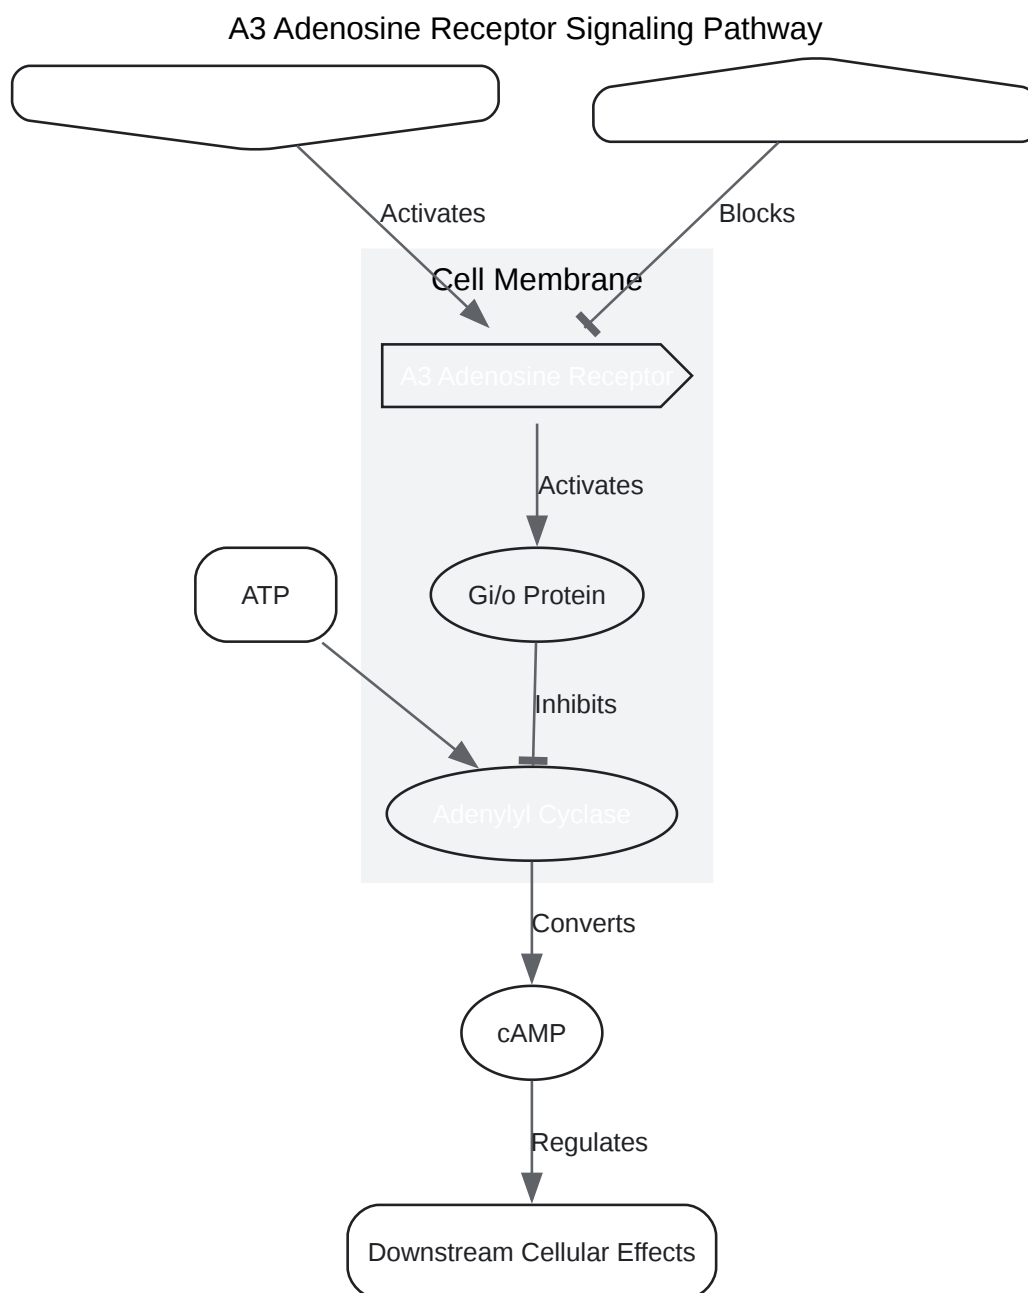 A3 Adenosine Receptor Signaling Pathway
Activates
Blocks
Cell Membrane
A3 Adenosine Receptor
Activates
ATP
Gi/o Protein
Inhibits
Adenylyl Cyclase
Converts
cAMP
Regulates
Downstream Cellular Effects